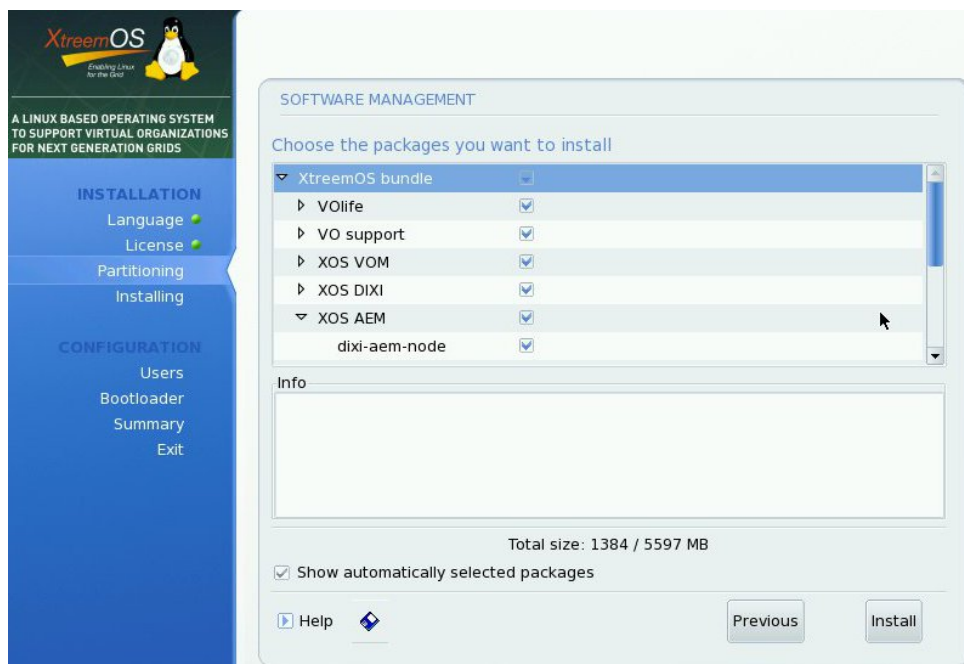 XtreemOS
Enabling Linux
for the Grid
A LINUX BASED OPERATING SYSTEM
TO SUPPORT VIRTUAL ORGANIZATIONS
FOR NEXT GENERATION GRIDS
INSTALLATION
Language
License
Partitioning
Installing
CONFIGURATION
Users
Bootloader
Summary
Exit
SOFTWARE MANAGEMENT
Choose the packages you want to install
XtreemOS bundle
VOlife
VO support
XOS VOM
XOS DIXI
XOS AEM
dixi-aem-node
Info
Total size: 1384 / 5597 MB
Show automatically selected packages
Help
Previous
Install